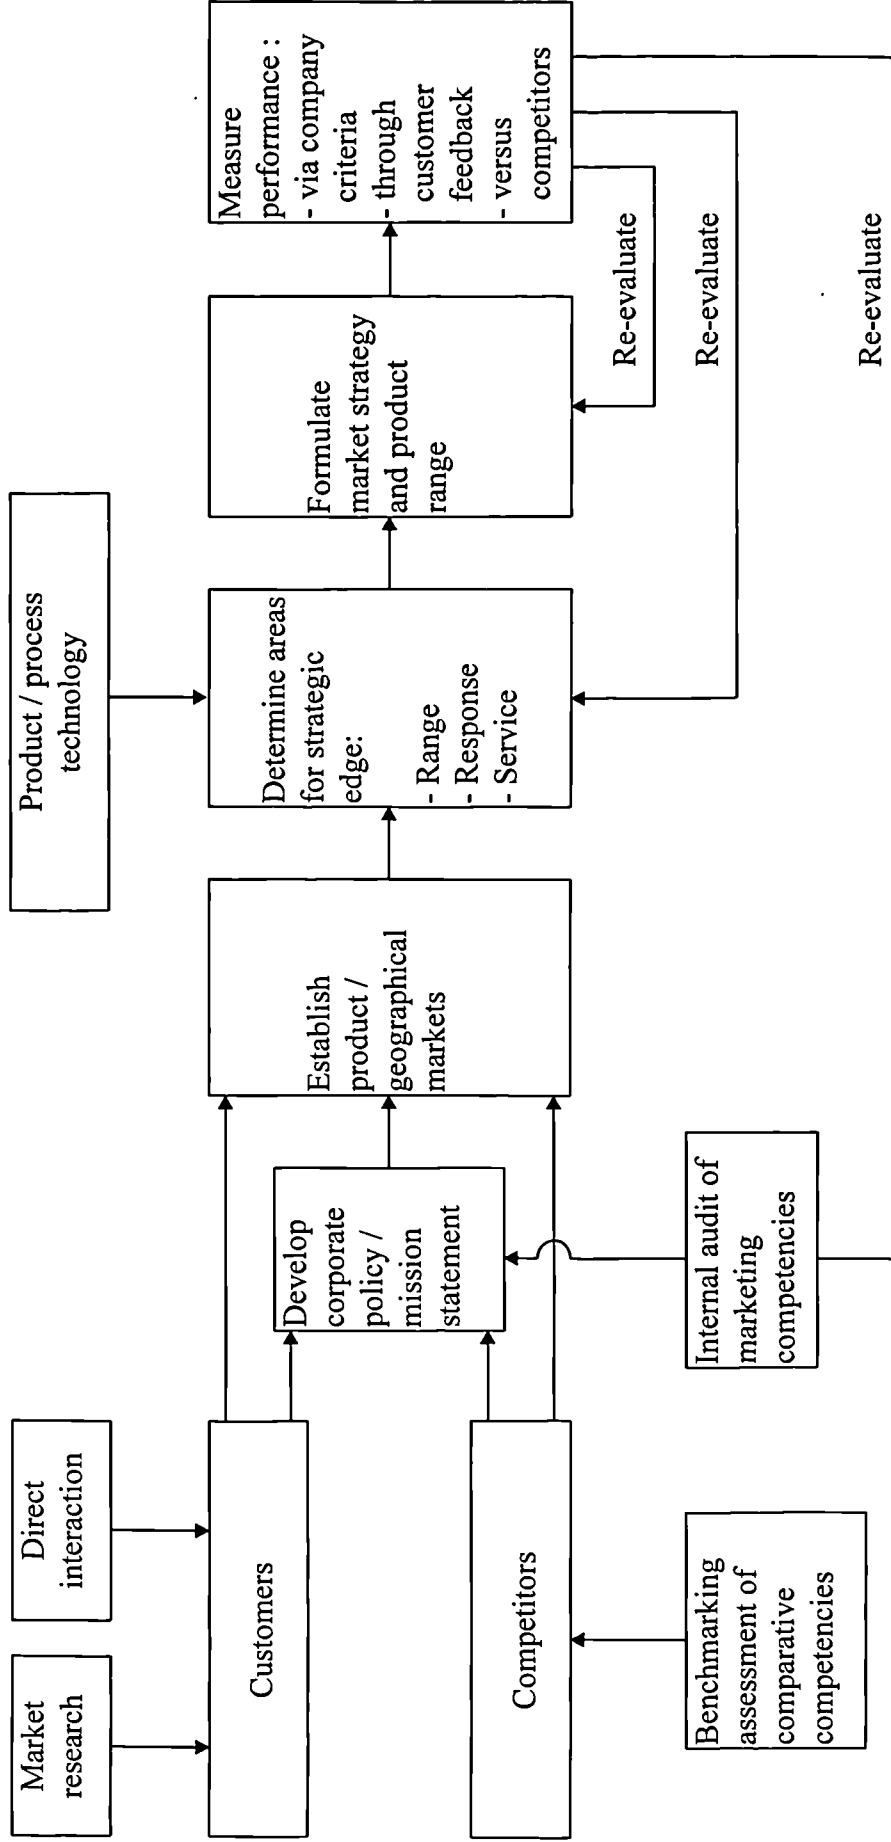 Market
research
Direct
interaction
Product / process
technology
Customers
Competitors
Develop
corporate
policy /
mission
statement
Establish
product /
geographical
markets
Determine areas
for strategic
edge:
- Range
- Response
- Service
Formulate
market strategy
and product
range
Measure
performance :
- via company
criteria
- through
customer
feedback
- versus
competitors
Benchmarking
assessment of
comparative
competencies
Internal audit of
marketing
competencies
Re-evaluate
Re-evaluate
Re-evaluate